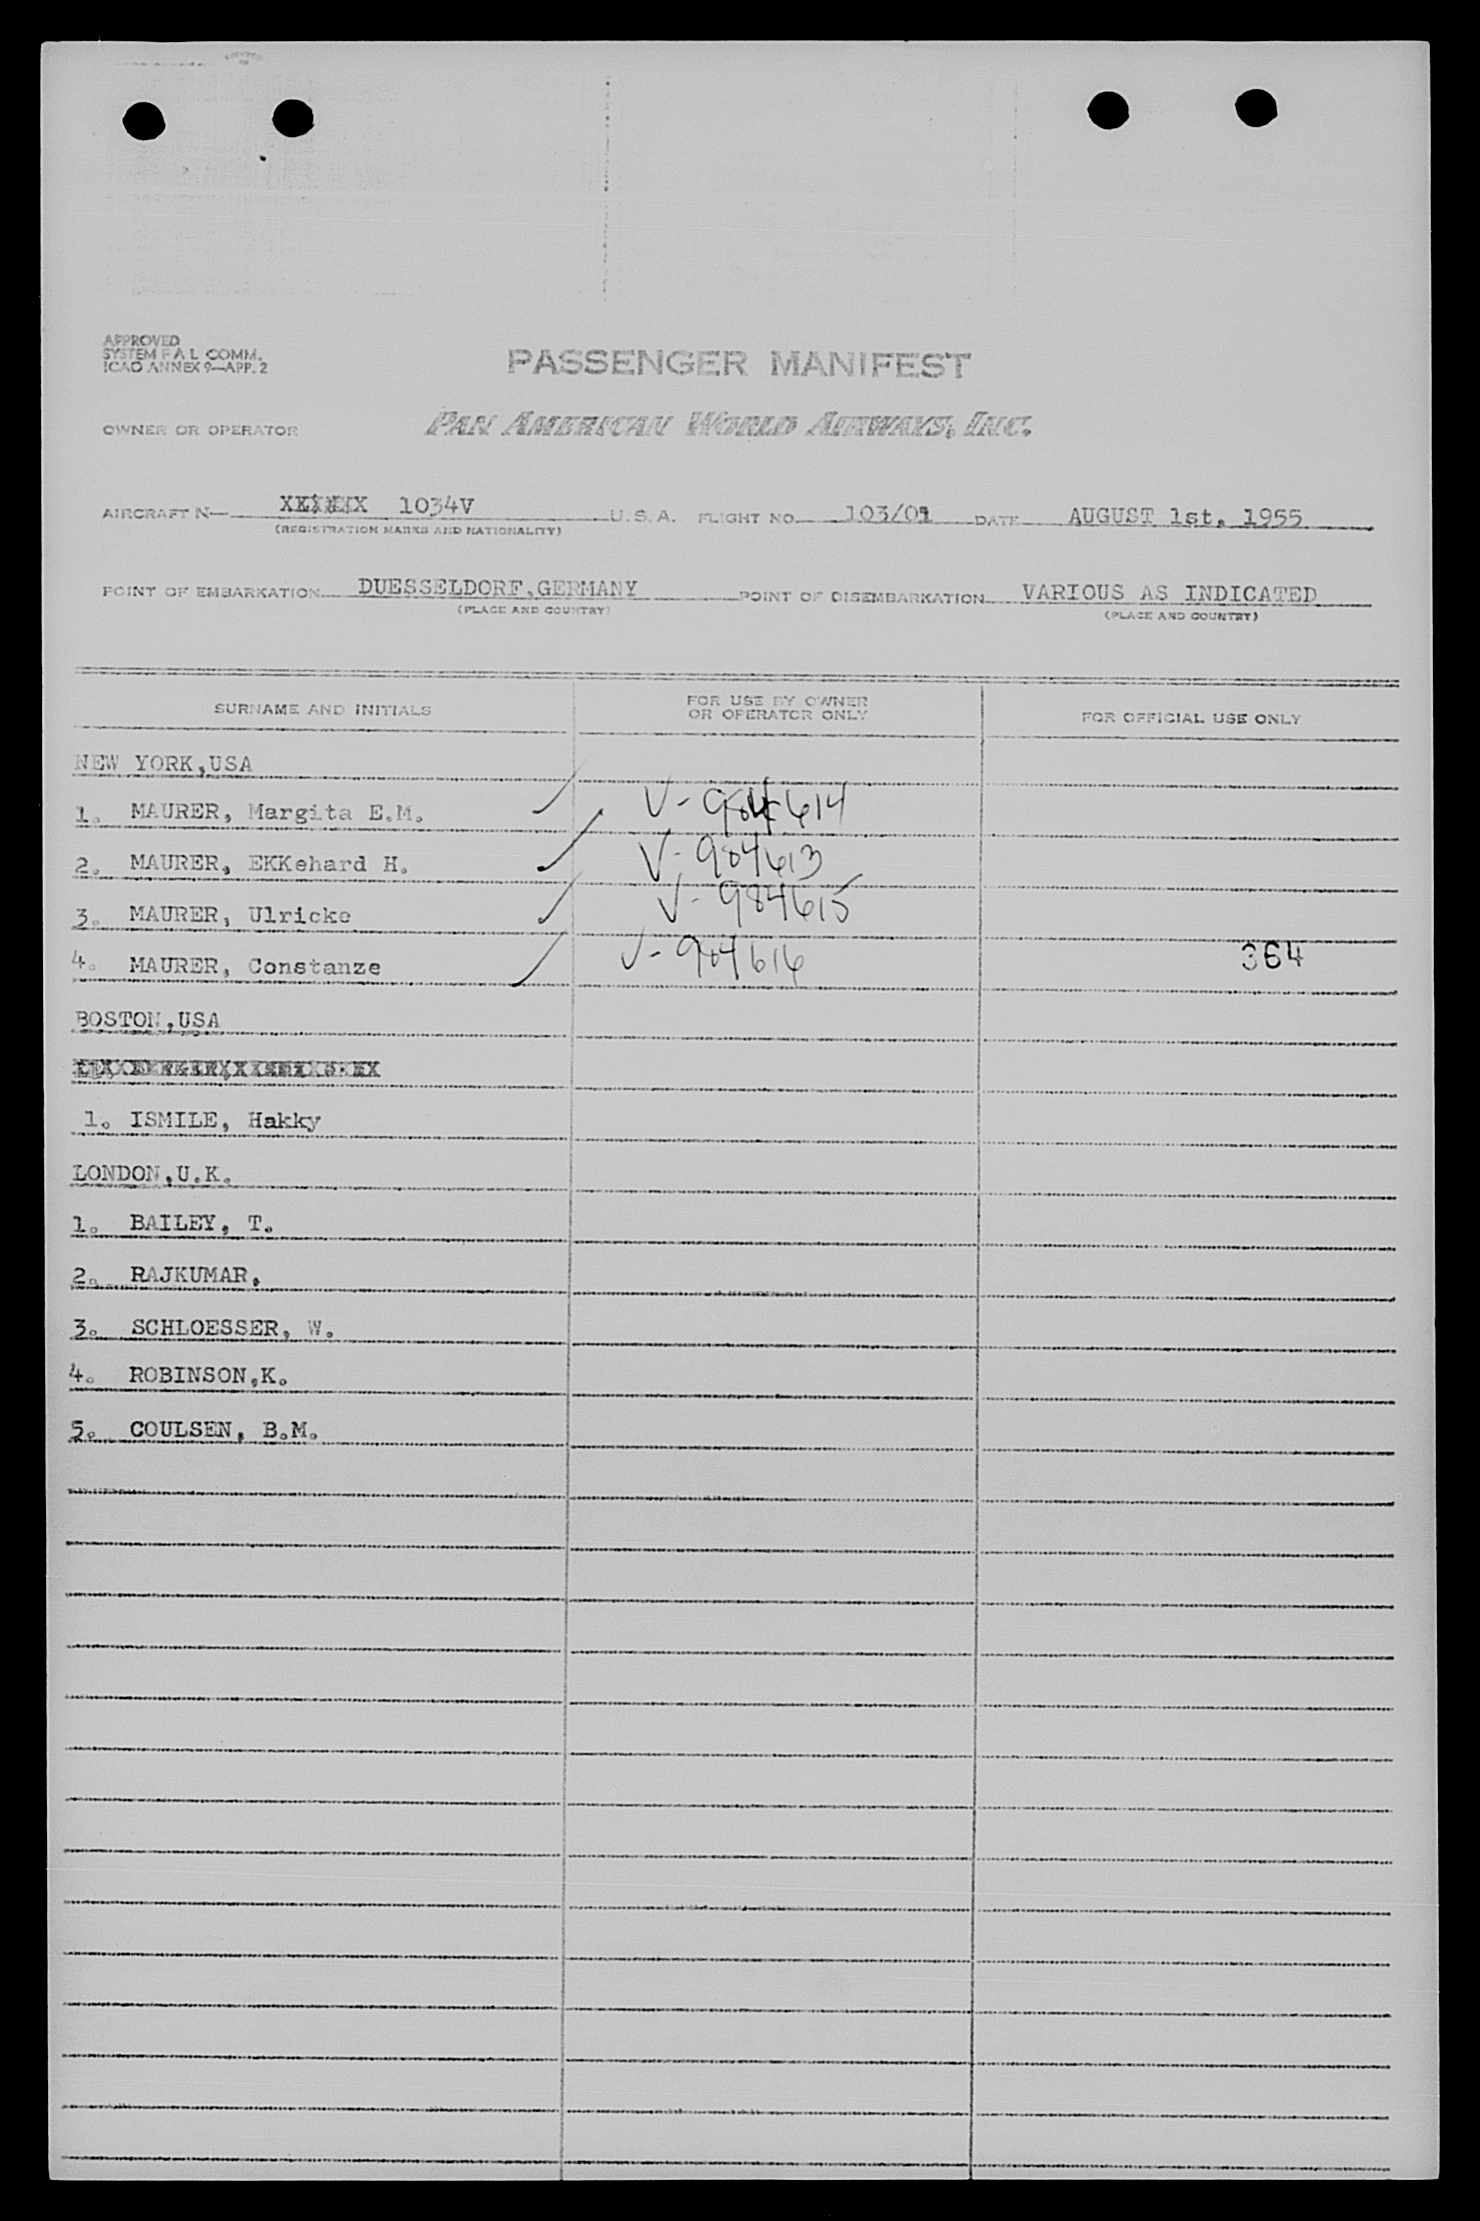 APPROVED
SYSTEM F A L COMM.
ICAO ANNEX 9—APP. 2
PASSENGER MANIFEST
OWNER OR OPERATOR PAN AMERICAN WORLD AIRWAYS, INC.
AIRCRAFT N— 1034V U. S. A. FLIGHT NO. 103/01 DATE AUGUST 1st, 1955
(REGISTRATION MARKS AND NATIONALITY)
POINT OF EMBARKATION DUESSELDORF,GERMANY POINT OF DISEMBARKATION VARIOUS AS INDICATED
(PLACE AND COUNTRY) (PLACE AND COUNTRY)
SURNAME AND INITIALS FOR USE BY OWNER OR OPERATOR ONLY FOR OFFICIAL USE ONLY
NEW YORK,USA
1. MAURER, Margita E.M. V-984614
2. MAURER, EKKehard H. V-984613
3. MAURER, Ulricke V-984615
4. MAURER, Constanze V-984616 364
BOSTON,USA
1. ISMILE, Hakky
LONDON,U.K.
1. BAILEY, T.
2. RAJKUMAR,
3. SCHLOESSER, W.
4. ROBINSON,K.
5. COULSEN, B.M.